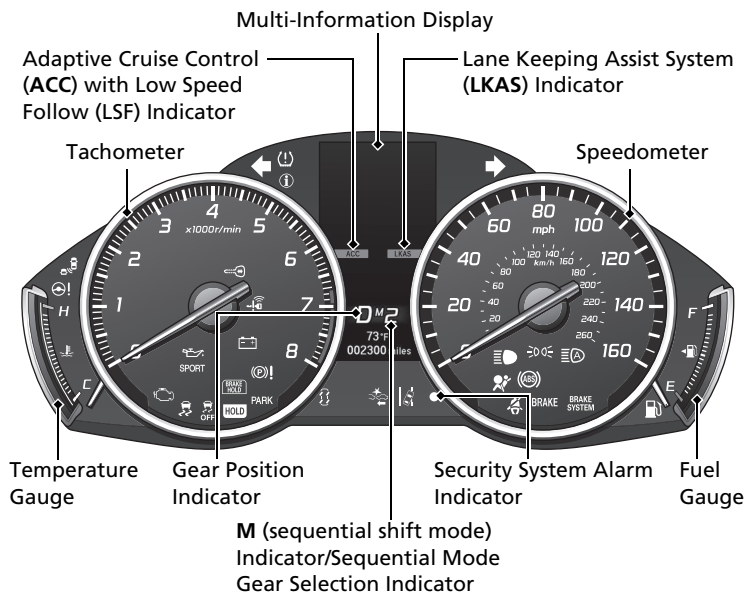 Multi-Information Display
Adaptive Cruise Control
(ACC) with Low Speed
Follow (LSF) Indicator
Lane Keeping Assist System
(LKAS) Indicator
Tachometer
Speedometer
0
1
2
3
4
5
6
7
8
x1000r/min
H
C
SPORT
OFF
BRAKE
HOLD
HOLD
PARK
ACC
LKAS
D M 2
73°F
002300 miles
0
20
40
60
80
100
120
140
160
mph
20
40
60
80
100
120
140
160
180
200
220
240
260
km/h
A
ABS
BRAKE
BRAKE
SYSTEM
F
E
Temperature
Gauge
Gear Position
Indicator
Security System Alarm
Indicator
Fuel
Gauge
M (sequential shift mode)
Indicator/Sequential Mode
Gear Selection Indicator